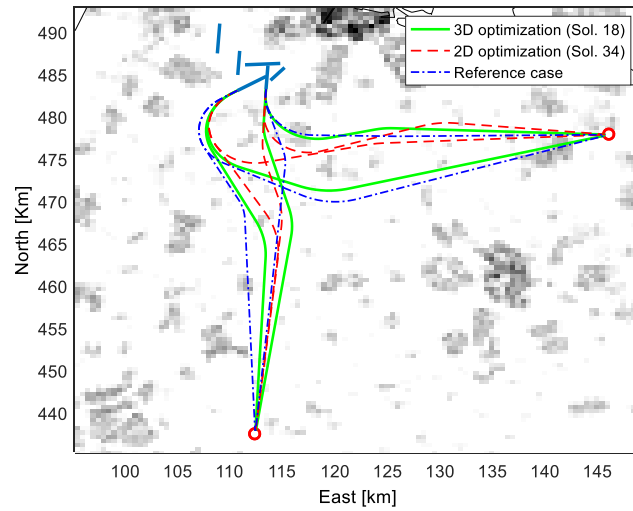 3D optimization (Sol. 18)
2D optimization (Sol. 34)
Reference case
490
485
480
475
470
465
460
455
450
445
440
North [Km]
100 105 110 115 120 125 130 135 140 145
East [km]